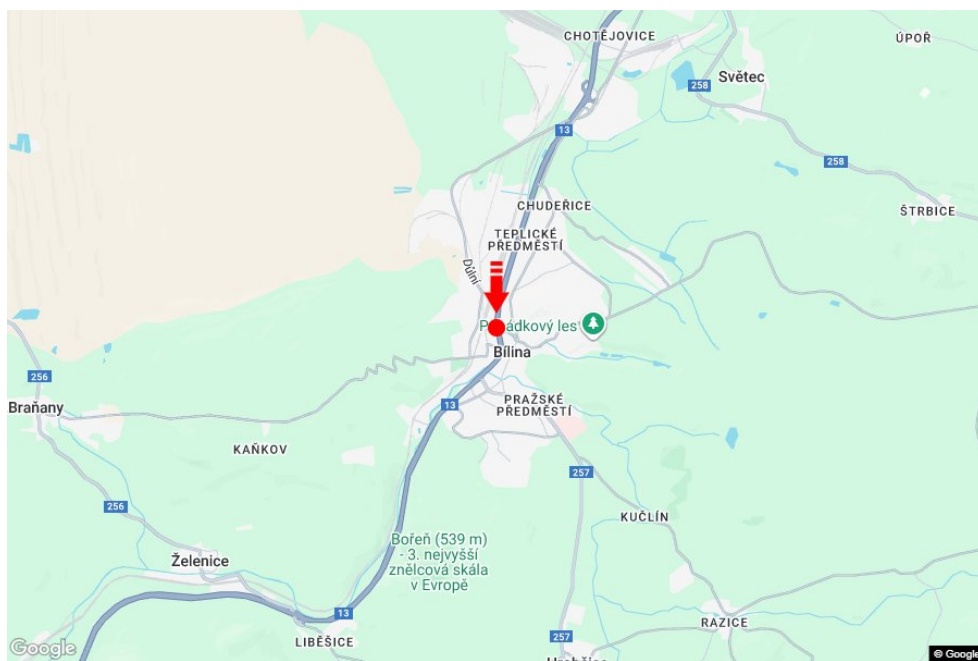 CHOTĚJOVICE
ÚPOŘ
Světec
258
13
258
CHUDEŘICE
ŠTRBICE
TEPLICKÉ
PŘEDMĚSTÍ
Důlní
ádkový les
Bílina
256
Braňany
13
PRAŽSKÉ
PŘEDMĚSTÍ
KAŇKOV
257
256
KUČLÍN
Bořeň (539 m)
- 3. nejvyšší
znělcová skála
v Evropě
Želenice
13
LIBĚŠICE
RAZICE
257
Google
© Google